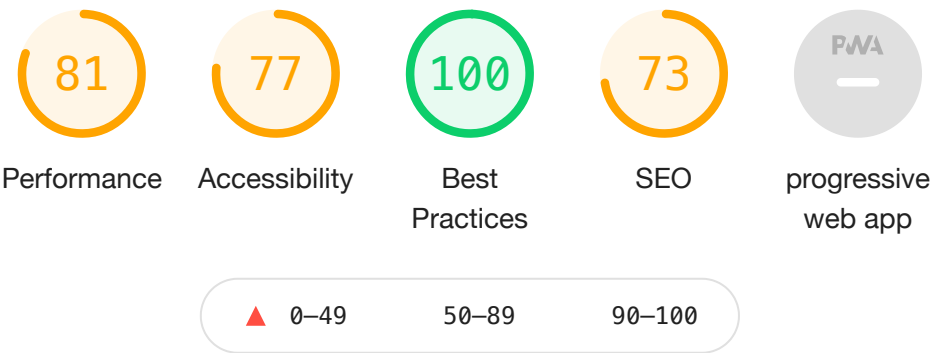 81 77 100 73 PWA
Performance Accessibility Best SEO progressive
Practices web app
0–49 50–89 90–100